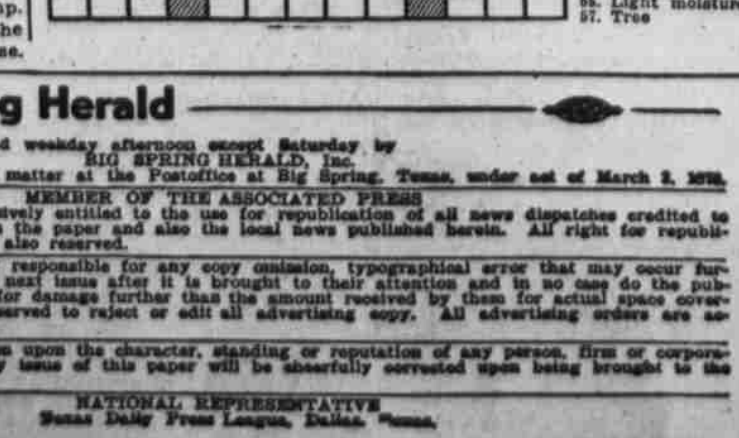 mp.
the
me.
56. Light moisture
57. Tree
g Herald
d weekday afternoon except Saturday by
BIG SPRING HERALD, Inc.
matter at the Postoffice at Big Spring, Texas, under act of March 3,
MEMBER OF THE ASSOCIATED PRESS
ively entitled to the use for republication of all news dispatches credited to
the paper and also the local news published herein. All right for republi-
also reserved.
responsible for any copy omission, typographical error that may occur fur-
next issue after it is brought to their attention and in no case do the pub-
for damage further than the amount received by them for actual space cover-
served to reject or edit all advertising copy. All advertising orders are ac-
n upon the character, standing or reputation of any person, firm or corpora-
y issue of this paper will be cheerfully corrected upon being brought to the
NATIONAL REPRESENTATIVE
Texas Daily Press League, Dallas, Texas,